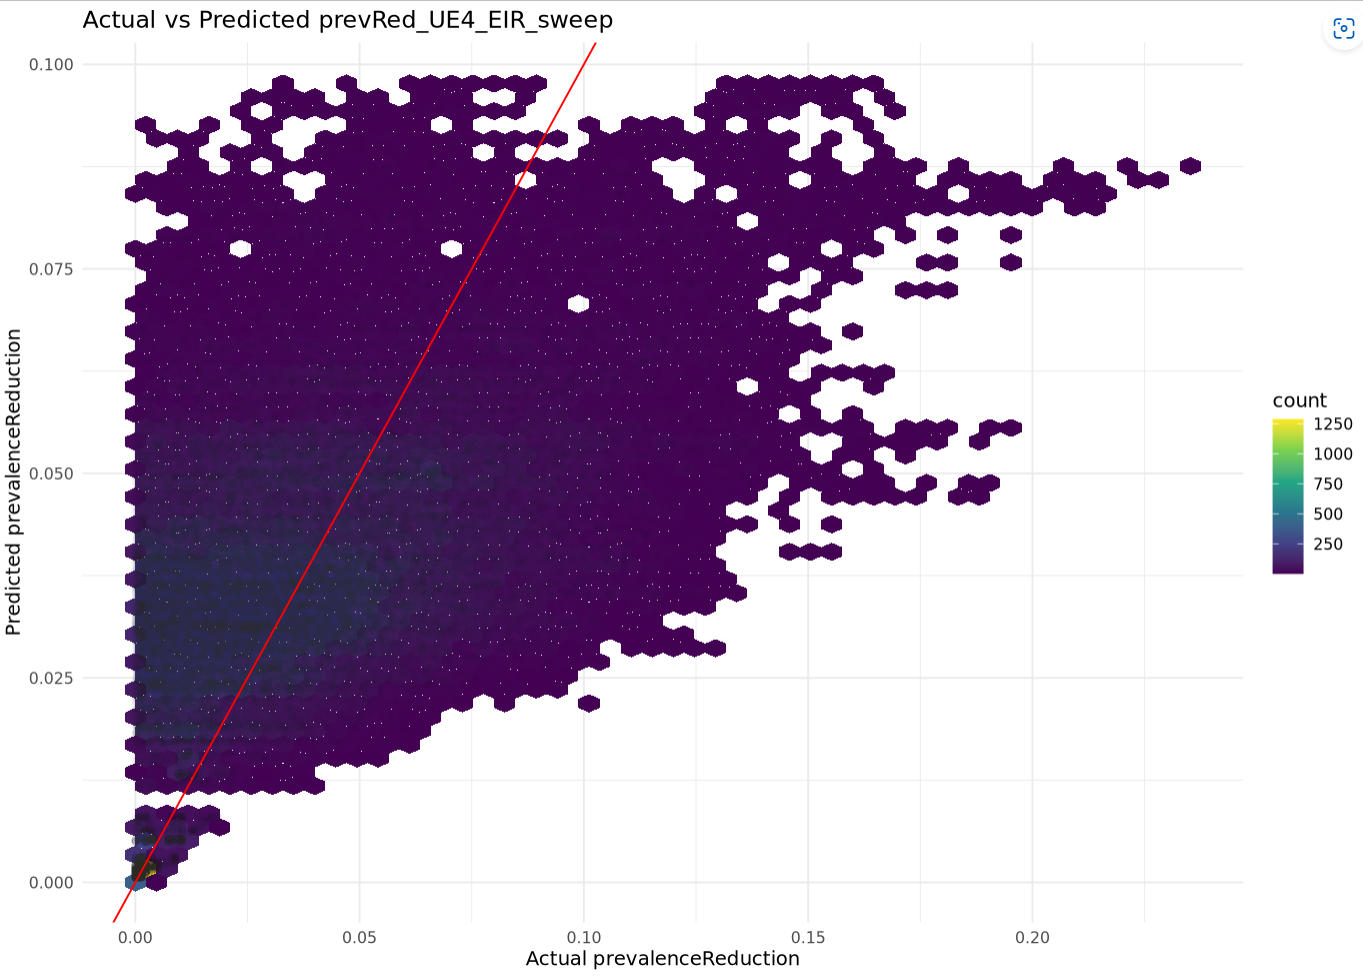 Actual vs Predicted prevRed_UE4_EIR_sweep
0.100
0.075
0.050
0.025
0.000
Predicted prevalenceReduction
0.00 0.05 0.10 0.15 0.20
Actual prevalenceReduction
count
1250
1000
750
500
250